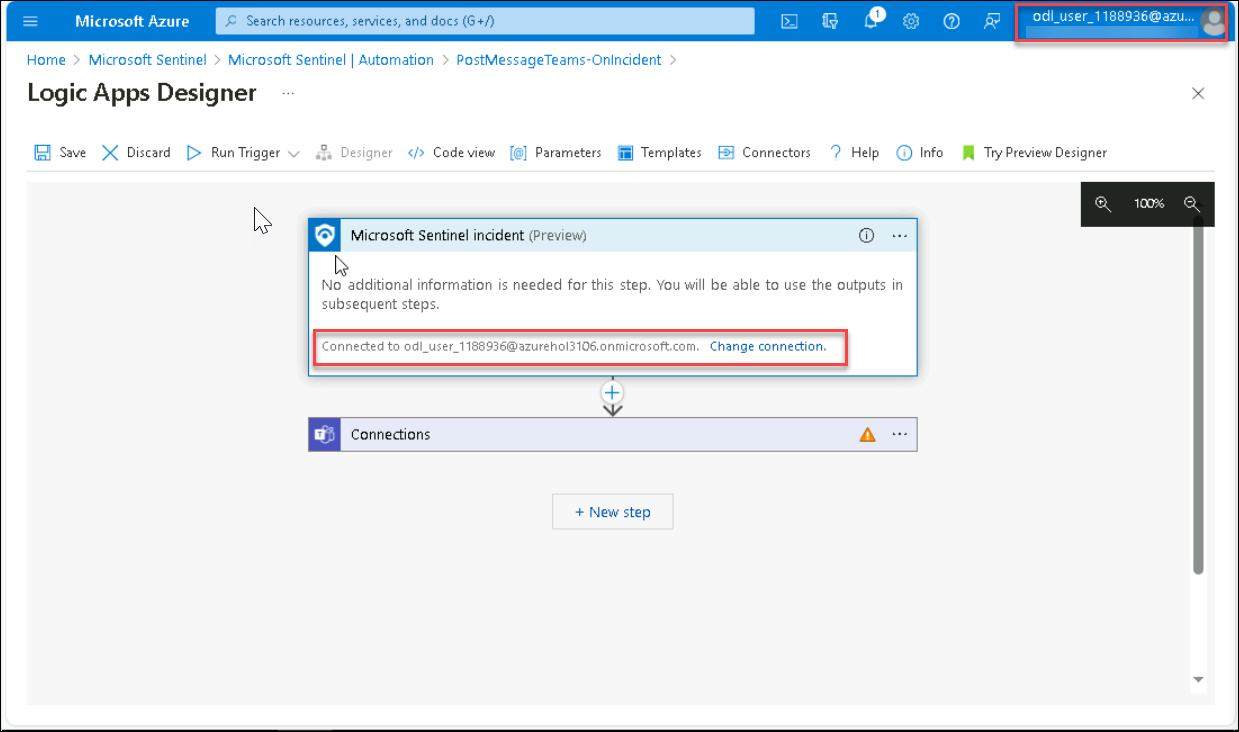 Microsoft Azure
Search resources, services, and docs (G+/)
1
odl_user_1188936@azu...
Home > Microsoft Sentinel > Microsoft Sentinel | Automation > PostMessageTeams-OnIncident >
Logic Apps Designer ...
Save Discard Run Trigger Designer Code view Parameters Templates Connectors Help Info Try Preview Designer
100%
Microsoft Sentinel incident (Preview)
No additional information is needed for this step. You will be able to use the outputs in
subsequent steps.
Connected to odl_user_1188936@azurehol3106.onmicrosoft.com. Change connection.
Connections
+ New step